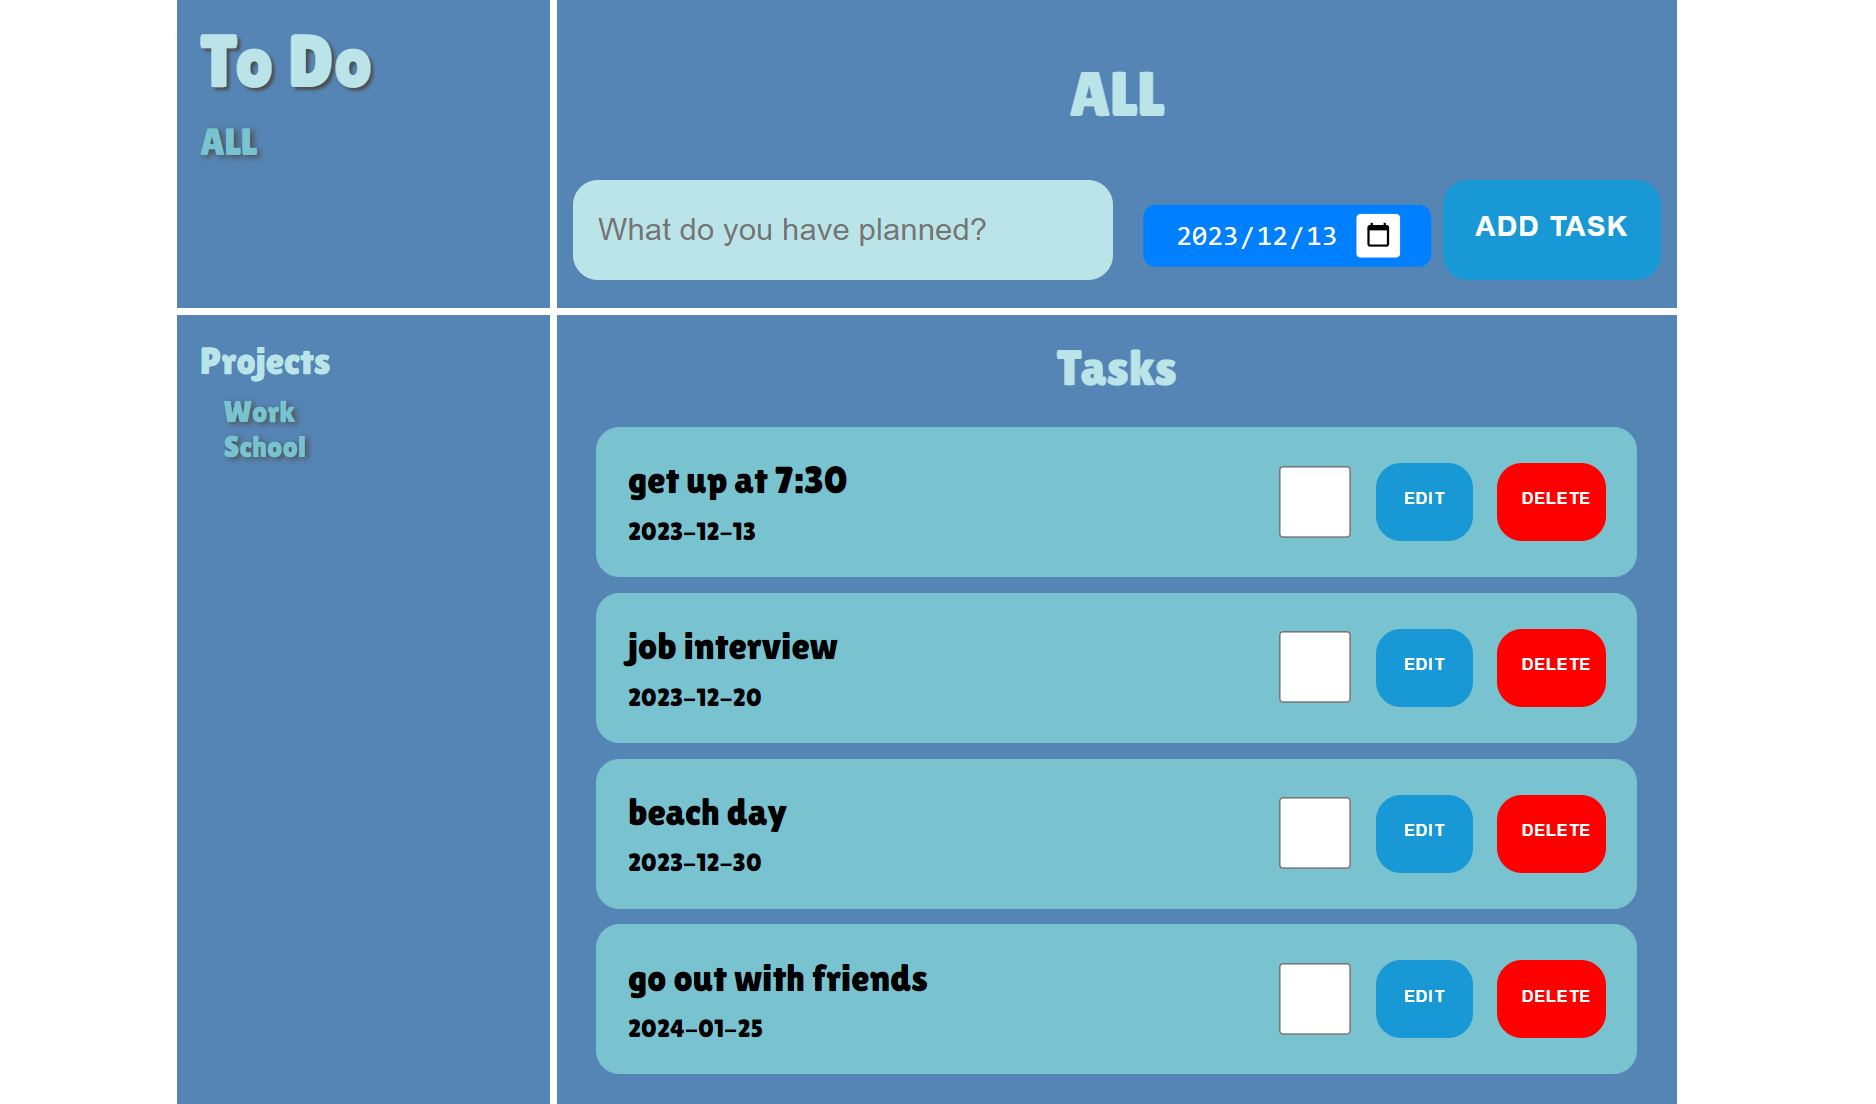 To Do
ALL
ALL
What do you have planned?
2023/12/13
ADD TASK
Projects
Work
School
Tasks
get up at 7:30
2023-12-13
EDIT
DELETE
job interview
2023-12-20
EDIT
DELETE
beach day
2023-12-30
EDIT
DELETE
go out with friends
2024-01-25
EDIT
DELETE